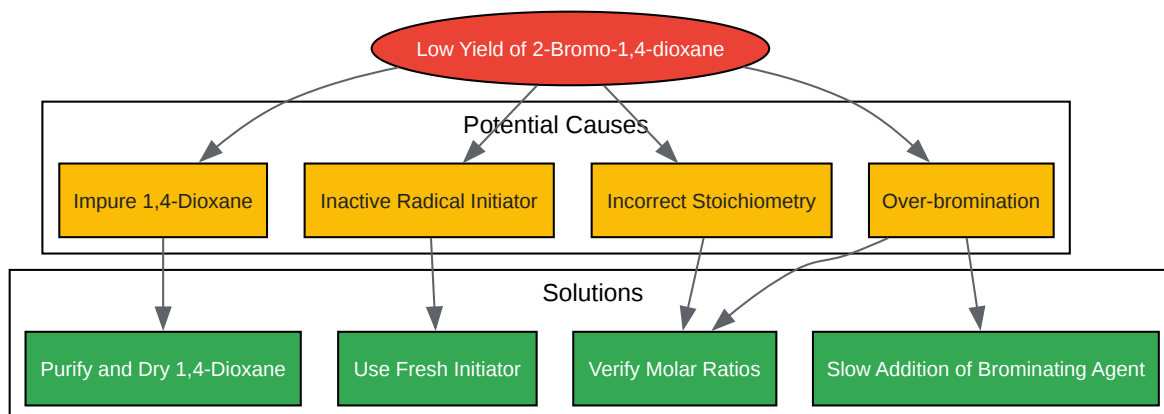 Low Yield of 2-Bromo-1,4-dioxane
Potential Causes
Impure 1,4-Dioxane
Inactive Radical Initiator
Incorrect Stoichiometry
Over-bromination
Solutions
Purify and Dry 1,4-Dioxane
Use Fresh Initiator
Verify Molar Ratios
Slow Addition of Brominating Agent